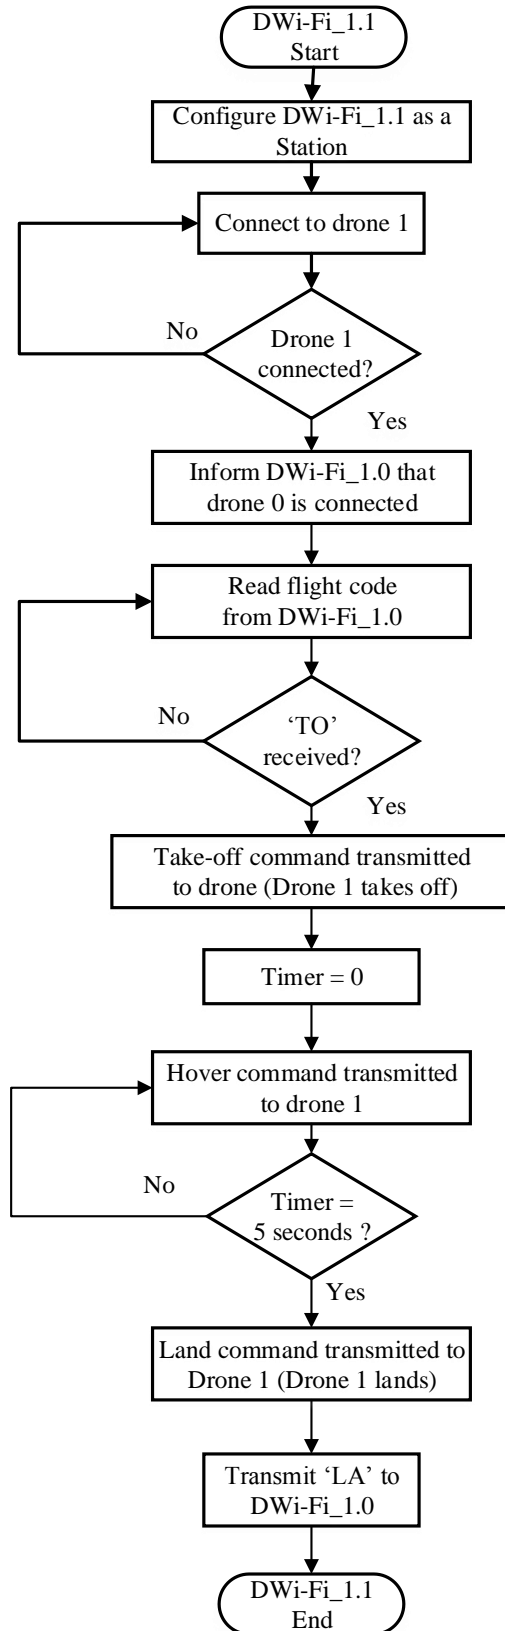 DWi-Fi_1.1
Start
Configure DWi-Fi_1.1 as a
Station
Connect to drone 1
No
Drone 1
connected?
Yes
Inform DWi-Fi_1.0 that
drone 0 is connected
Read flight code
from DWi-Fi_1.0
No
‘TO’
received?
Yes
Take-off command transmitted
to drone (Drone 1 takes off)
Timer = 0
Hover command transmitted
to drone 1
No
Timer =
5 seconds ?
Yes
Land command transmitted to
Drone 1 (Drone 1 lands)
Transmit ‘LA’ to
DWi-Fi_1.0
DWi-Fi_1.1
End